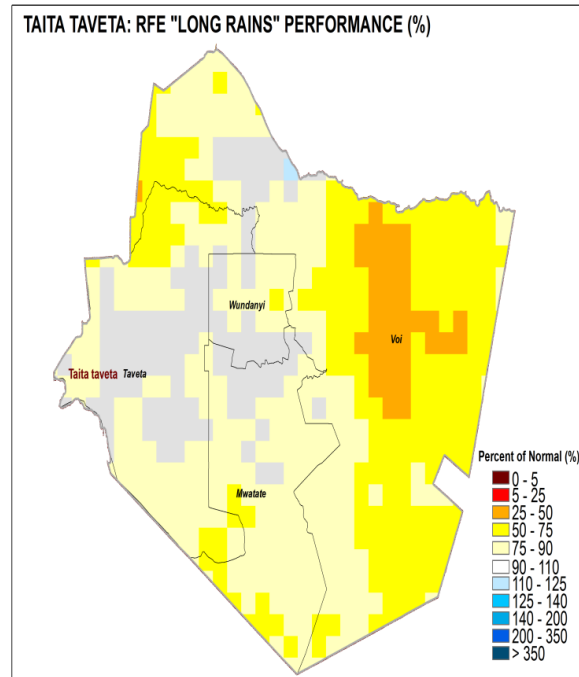 TAITA TAVETA: RFE "LONG RAINS" PERFORMANCE (%)
Wundanyi
Voi
Taita taveta
Taveta
Mwatate
Percent of Normal (%)
0 - 5
5 - 25
25 - 50
50 - 75
75 - 90
90 - 110
110 - 125
125 - 140
140 - 200
200 - 350
> 350